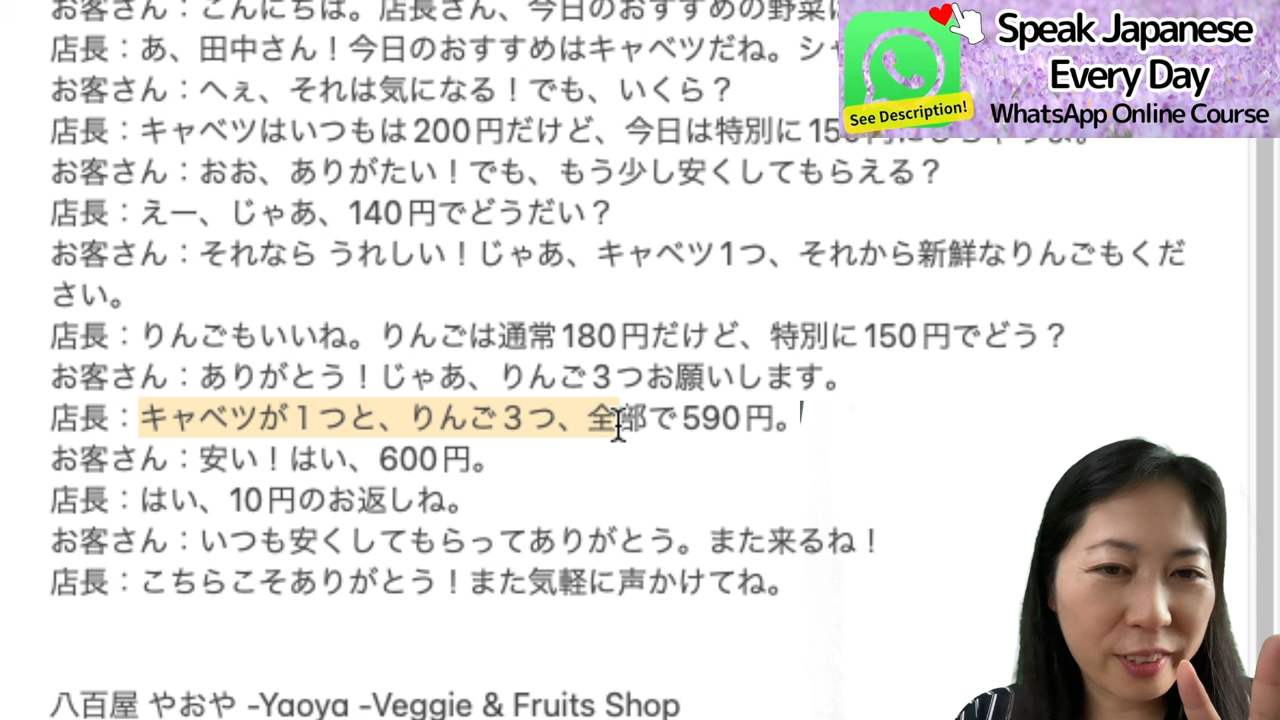 お客さん：こんにちは。店長さん、今日のおすすめの野菜は
店長：あ、田中さん！今日のおすすめはキャベツだね。シャ
お客さん：へぇ、それは気になる！でも、いくら？
店長：キャベツはいつもは200円だけど、今日は特別に150円
お客さん：おお、ありがたい！でも、もう少し安くしてもらえる？
店長：えー、じゃあ、140円でどうだい？
お客さん：それなら うれしい！じゃあ、キャベツ1つ、それから新鮮なりんごもくだ
さい。
店長：りんごもいいね。りんごは通常180円だけど、特別に150円でどう？
お客さん：ありがとう！じゃあ、りんご3つお願いします。
店長：キャベツが１つと、りんご３つ、全部で590円。
お客さん：安い！はい、600円。
店長：はい、10円のお返しね。
お客さん：いつも安くしてもらってありがとう。また来るね！
店長：こちらこそありがとう！また気軽に声かけてね。
八百屋 やおや -Yaoya -Veggie & Fruits Shop
See Description!
Speak Japanese
Every Day
WhatsApp Online Course